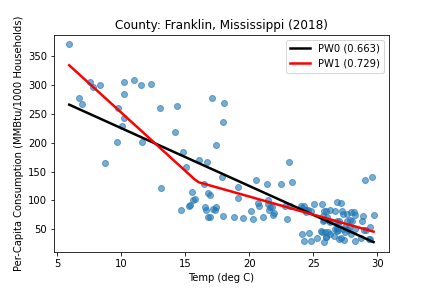 County: Franklin, Mississippi (2018)
Per-Capita Consumption (MMBtu/1000 Households)
350
300
250
200
150
100
50
PW0 (0.663)
PW1 (0.729)
5 10 15 20 25 30
Temp (deg C)